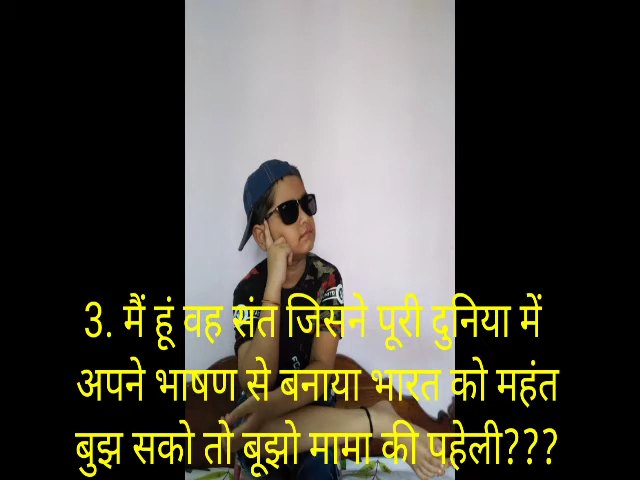 3. मैं हूं वह संत जिसने पूरी दुनिया में
अपने भाषण से बनाया भारत को महंत
बुझ सको तो बूझो मामा की पहेली???